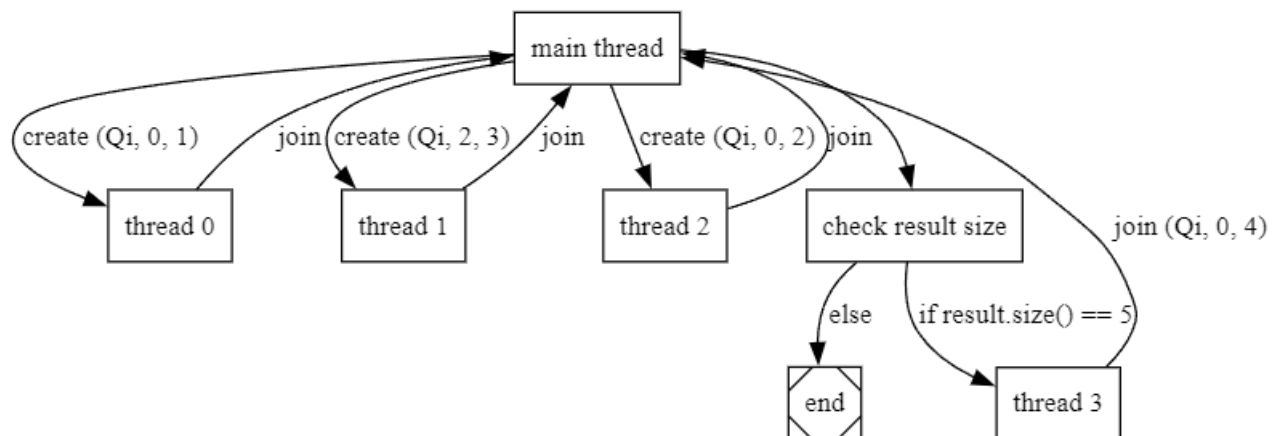 main thread
create (Qi, 0, 1)
join
create (Qi, 2, 3)
join
create (Qi, 0, 2)
join
join (Qi, 0, 4)
thread 0
thread 1
thread 2
check result size
else
if result.size() == 5
end
thread 3